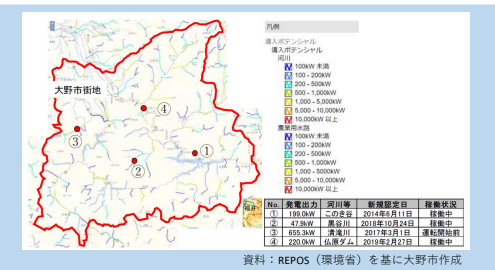 大野市街地
①
②
③
④
福井
凡例
導入ポテンシャル
導入ポテンシャル
河川
100kW 未満
100 - 200kW
200 - 500kW
500 - 1,000kW
1,000 - 5,000kW
5,000 - 10,000kW
10,000kW 以上
農業用水路
100kW 未満
100 - 200kW
200 - 500kW
500 - 1,000kW
1,000 - 5,000kW
5,000 - 10,000kW
10,000kW 以上
No. 発電出力 河川等 新規認定日 稼働状況
① 199.0kW このき谷 2014年6月11日 稼働中
② 47.9kW 黒谷川 2018年10月24日 稼働中
③ 655.3kW 清滝川 2017年3月1日 運転開始前
④ 220.0kW 仏原ダム 2019年2月27日 稼働中
資料：REPOS（環境省）を基に大野市作成